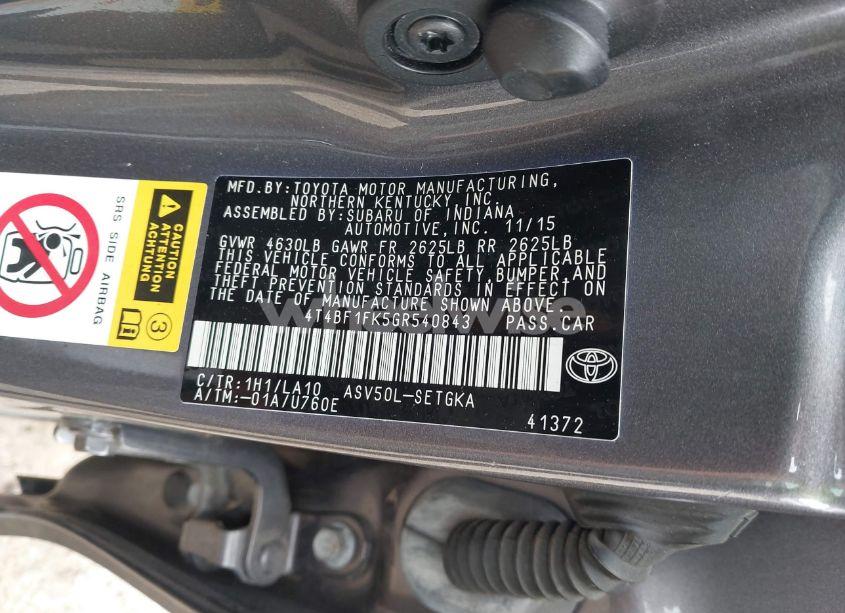 CAUTION
ATTENTION
ACHTUNG
SRS SIDE AIRBAG
3
MFD.BY:TOYOTA MOTOR MANUFACTURING,
NORTHERN KENTUCKY, INC.
ASSEMBLED BY:SUBARU OF INDIANA
AUTOMOTIVE,INC. 11/15
GVWR 4630LB GAWR FR 2625LB RR 2625LB
THIS VEHICLE CONFORMS TO ALL APPLICABLE
FEDERAL MOTOR VEHICLE SAFETY,BUMPER,AND
THEFT PREVENTION STANDARDS IN EFFECT ON
THE DATE OF MANUFACTURE SHOWN ABOVE.
4T4BF1FK5GR540843 PASS.CAR
C/TR:1H1/LA10 ASV50L-SETGKA
A/TM:-01A/U760E
41372